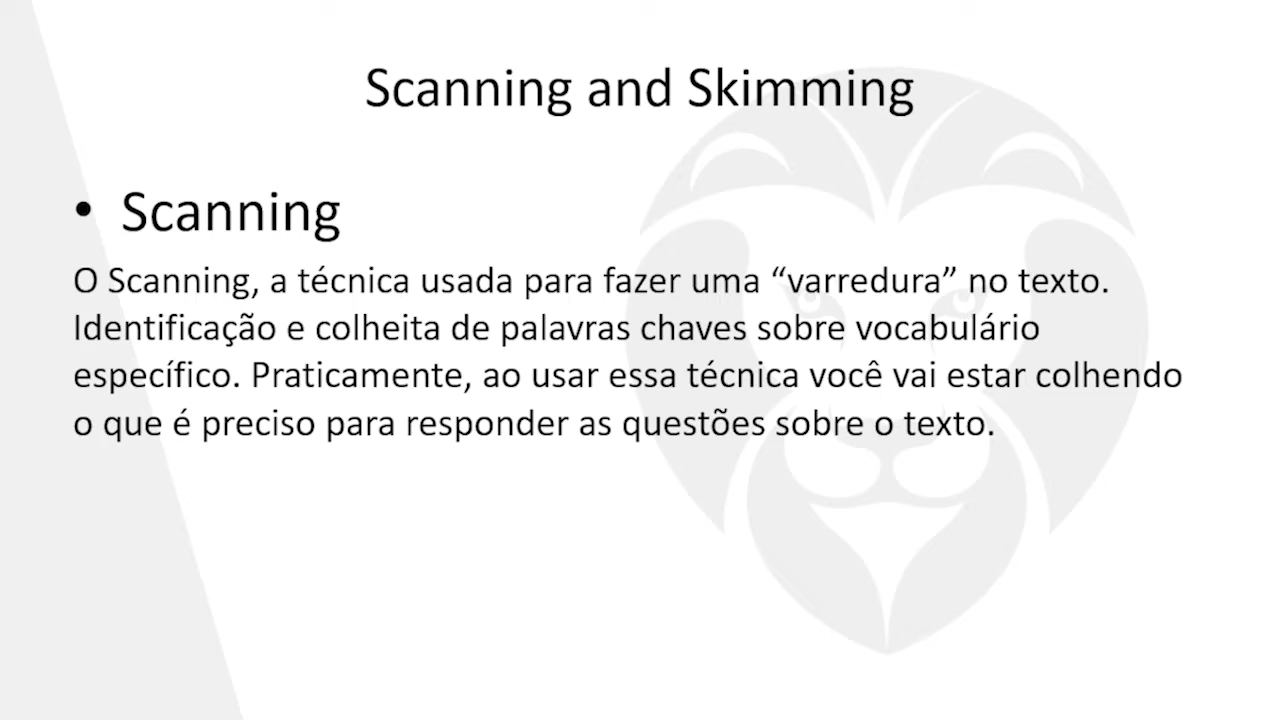 Scanning and Skimming
• Scanning
O Scanning, a técnica usada para fazer uma “varredura” no texto.
Identificação e colheita de palavras chaves sobre vocabulário
específico. Praticamente, ao usar essa técnica você vai estar colhendo
o que é preciso para responder as questões sobre o texto.